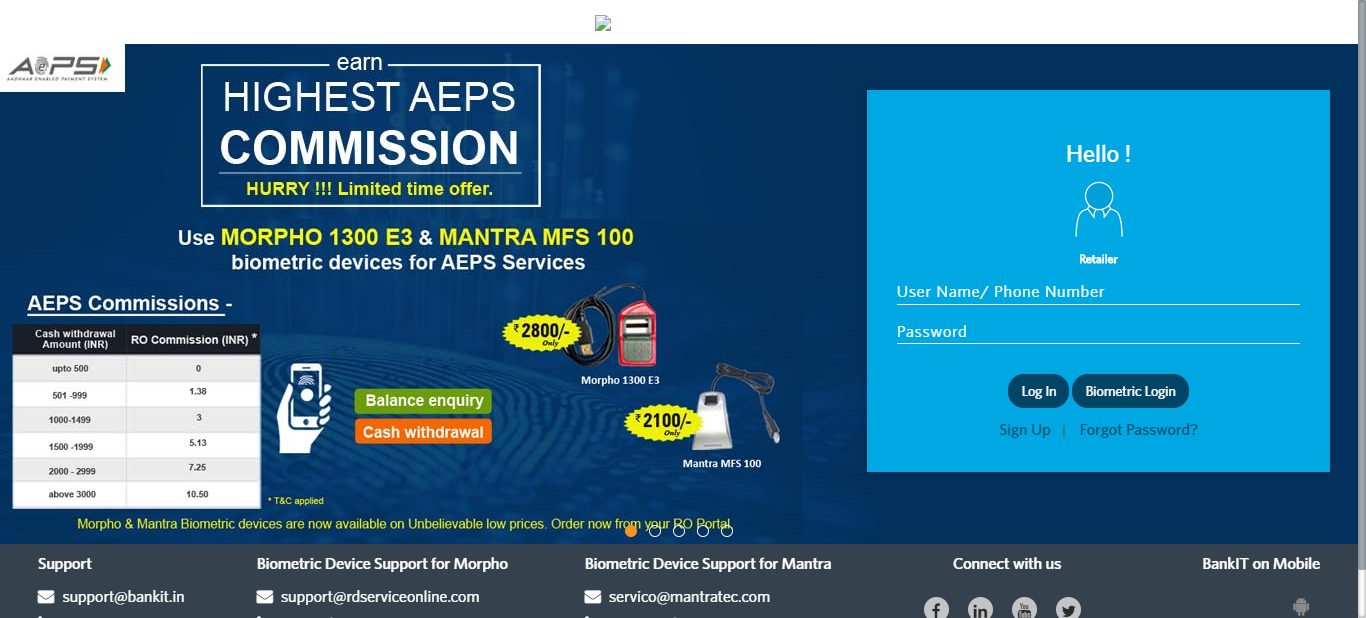 AePS
AADHAAR ENABLED PAYMENT SYSTEM
earn
HIGHEST AEPS
COMMISSION
HURRY !!! Limited time offer.
Use MORPHO 1300 E3 & MANTRA MFS 100
biometric devices for AEPS Services
AEPS Commissions -
Cash withdrawal Amount (INR) RO Commission (INR) *
upto 500 0
501 -999 1.38
1000-1499 3
1500 -1999 5.13
2000 - 2999 7.25
above 3000 10.50
* T&C applied
Balance enquiry
Cash withdrawal
₹ 2800/-
Only
Morpho 1300 E3
₹ 2100/-
Only
Mantra MFS 100
Morpho & Mantra Biometric devices are now available on Unbelievable low prices. Order now from your RO Portal
Hello !
Retailer
User Name/ Phone Number
Password
Log In Biometric Login
Sign Up | Forgot Password?
Support
support@bankit.in
Biometric Device Support for Morpho
support@rdserviceonline.com
Biometric Device Support for Mantra
servico@mantratec.com
Connect with us
BankIT on Mobile